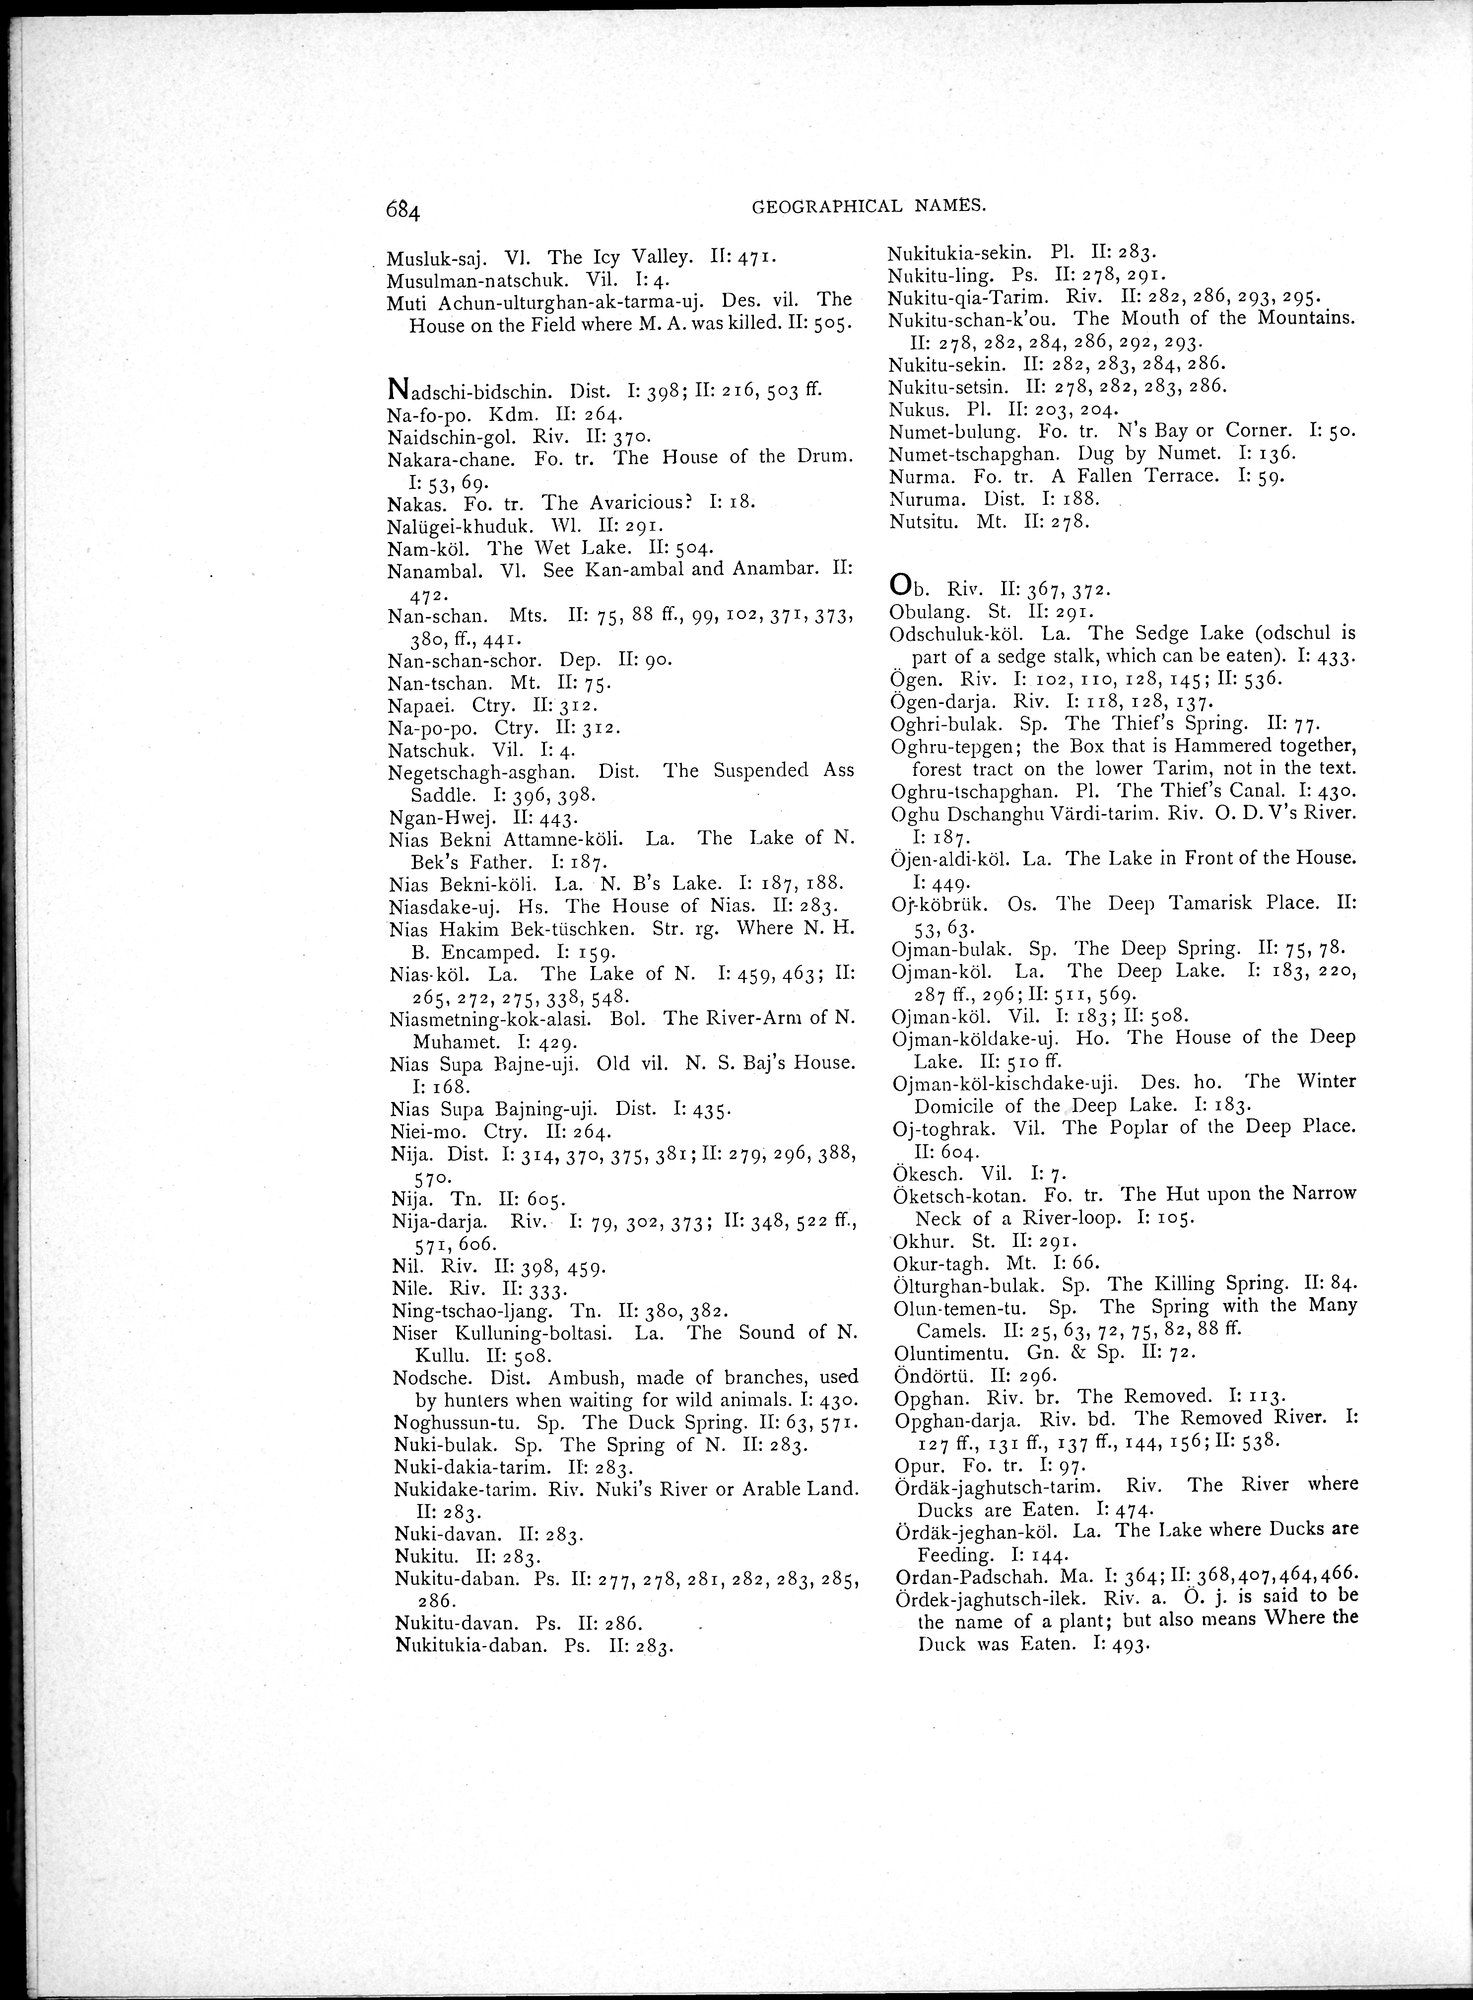 684
GEOGRAPHICAL NAMES.
Musluk-saj. Vl. The Icy Valley. II: 471.
Musulman-natschuk. Vil. I: 4.
Muti Achun-ulturghan-ak-tarma-uj. Des. vil. The
House on the Field where M. A. was killed. II: 505.
Nadschi-bidschin. Dist. I: 398; II: 216, 503 ff.
Na-fo-po. Kdm. II: 264.
Naidschin-gol. Riv. II: 370.
Nakara-chane. Fo. tr. The House of the Drum.
I: 53, 69.
Nakas. Fo. tr. The Avaricious? I: 18.
Nalügei-khuduk. Wl. II: 291.
Nam-köl. The Wet Lake. II: 504.
Nanambal. Vl. See Kan-ambal and Anambar. II:
472.
Nan-schan. Mts. II: 75, 88 ff., 99, 102, 371, 373,
380, ff., 441.
Nan-schan-schor. Dep. II: 90.
Nan-tschan. Mt. II: 75.
Napaei. Ctry. II: 312.
Na-po-po. Ctry. II: 312.
Natschuk. Vil. I: 4.
Negetschagh-asghan. Dist. The Suspended Ass
Saddle. I: 396, 398.
Ngan-Hwej. II: 443.
Nias Bekni Attamne-köli. La. The Lake of N.
Bek's Father. I: 187.
Nias Bekni-köli. La. N. B's Lake. I: 187, 188.
Niasdake-uj. Hs. The House of Nias. II: 283.
Nias Hakim Bek-tüschken. Str. rg. Where N. H.
B. Encamped. I: 159.
Nias-köl. La. The Lake of N. I: 459, 463; II:
265, 272, 275, 338, 548.
Niasmetning-kok-alasi. Bol. The River-Arm of N.
Muhamet. I: 429.
Nias Supa Bajne-uji. Old vil. N. S. Baj's House.
I: 168.
Nias Supa Bajning-uji. Dist. I: 435.
Niei-mo. Ctry. II: 264.
Nija. Dist. I: 314, 370, 375, 381; II: 279, 296, 388,
570.
Nija. Tn. II: 605.
Nija-darja. Riv. I: 79, 302, 373; II: 348, 522 ff.,
571, 606.
Nil. Riv. II: 398, 459.
Nile. Riv. II: 333.
Ning-tschao-ljang. Tn. II: 380, 382.
Niser Kulluning-boltasi. La. The Sound of N.
Kullu. II: 508.
Nodsche. Dist. Ambush, made of branches, used
by hunters when waiting for wild animals. I: 430.
Noghussun-tu. Sp. The Duck Spring. II: 63, 571.
Nuki-bulak. Sp. The Spring of N. II: 283.
Nuki-dakia-tarim. II: 283.
Nukidake-tarim. Riv. Nuki's River or Arable Land.
II: 283.
Nuki-davan. II: 283.
Nukitu. II: 283.
Nukitu-daban. Ps. II: 277, 278, 281, 282, 283, 285,
286.
Nukitu-davan. Ps. II: 286.
Nukitukia-daban. Ps. II: 283.
Nukitukia-sekin. Pl. II: 283.
Nukitu-ling. Ps. II: 278, 291.
Nukitu-qia-Tarim. Riv. II: 282, 286, 293, 295.
Nukitu-schan-k'ou. The Mouth of the Mountains.
II: 278, 282, 284, 286, 292, 293.
Nukitu-sekin. II: 282, 283, 284, 286.
Nukitu-setsin. II: 278, 282, 283, 286.
Nukus. Pl. II: 203, 204.
Numet-bulung. Fo. tr. N's Bay or Corner. I: 50.
Numet-tschapghan. Dug by Numet. I: 136.
Nurma. Fo. tr. A Fallen Terrace. I: 59.
Nuruma. Dist. I: 188.
Nutsitu. Mt. II: 278.
Ob. Riv. II: 367, 372.
Obulang. St. II: 291.
Odschuluk-köl. La. The Sedge Lake (odschul is
part of a sedge stalk, which can be eaten). I: 433.
Ögen. Riv. I: 102, 110, 128, 145; II: 536.
Ögen-darja. Riv. I: 118, 128, 137.
Oghri-bulak. Sp. The Thief's Spring. II: 77.
Oghru-tepgen; the Box that is Hammered together,
forest tract on the lower Tarim, not in the text.
Oghru-tschapghan. Pl. The Thief's Canal. I: 430.
Oghu Dschanghu Värdi-tarim. Riv. O. D. V's River.
I: 187.
Öjen-aldi-köl. La. The Lake in Front of the House.
I: 449.
Oj-köbrük. Os. The Deep Tamarisk Place. II:
53, 63.
Ojman-bulak. Sp. The Deep Spring. II: 75, 78.
Ojman-köl. La. The Deep Lake. I: 183, 220,
287 ff., 296; II: 511, 569.
Ojman-köl. Vil. I: 183; II: 508.
Ojman-köldake-uj. Ho. The House of the Deep
Lake. II: 510 ff.
Ojman-köl-kischdake-uji. Des. ho. The Winter
Domicile of the Deep Lake. I: 183.
Oj-toghrak. Vil. The Poplar of the Deep Place.
II: 604.
Ökesch. Vil. I: 7.
Öketsch-kotan. Fo. tr. The Hut upon the Narrow
Neck of a River-loop. I: 105.
Okhur. St. II: 291.
Okur-tagh. Mt. I: 66.
Ölturghan-bulak. Sp. The Killing Spring. II: 84.
Olun-temen-tu. Sp. The Spring with the Many
Camels. II: 25, 63, 72, 75, 82, 88 ff.
Oluntimentu. Gn. & Sp. II: 72.
Öndörtü. II: 296.
Opghan. Riv. br. The Removed. I: 113.
Opghan-darja. Riv. bd. The Removed River. I:
127 ff., 131 ff., 137 ff., 144, 156; II: 538.
Opur. Fo. tr. I: 97.
Ördäk-jaghutsch-tarim. Riv. The River where
Ducks are Eaten. I: 474.
Ördäk-jeghan-köl. La. The Lake where Ducks are
Feeding. I: 144.
Ordan-Padschah. Ma. I: 364; II: 368, 407, 464, 466.
Ördek-jaghutsch-ilek. Riv. a. Ö. j. is said to be
the name of a plant; but also means Where the
Duck was Eaten. I: 493.